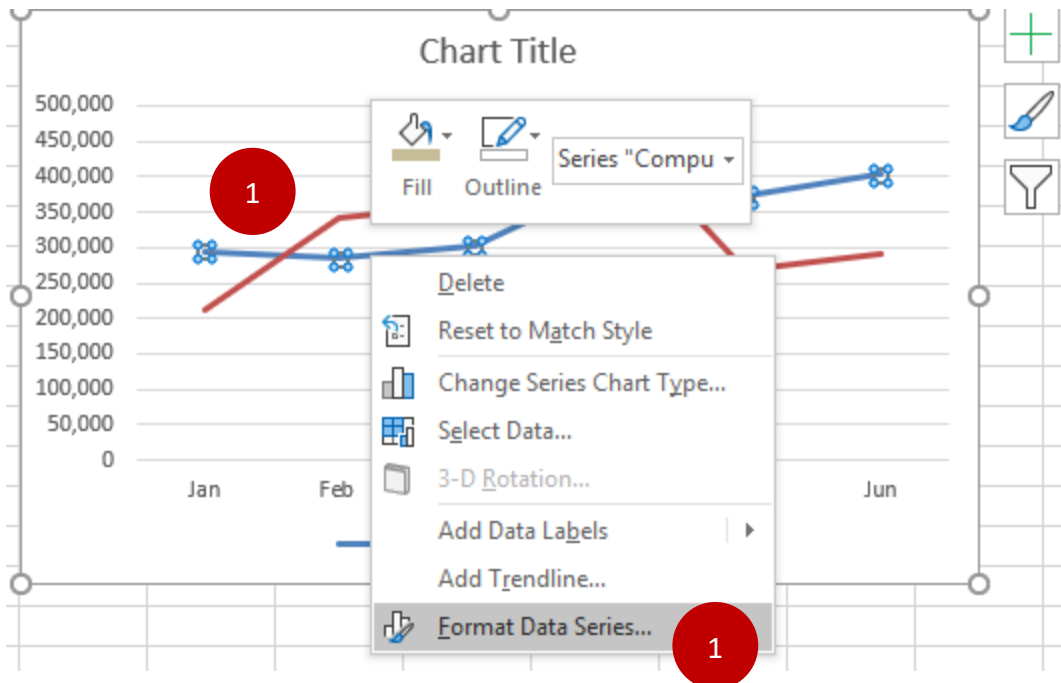 Chart Title
500,000
450,000
400,000
350,000
300,000
250,000
200,000
150,000
100,000
50,000
0
Jan Feb Jun
1
Fill Outline Series "Compu
Delete
Reset to Match Style
Change Series Chart Type...
Select Data...
3-D Rotation...
Add Data Labels
Add Trendline...
Format Data Series...
1